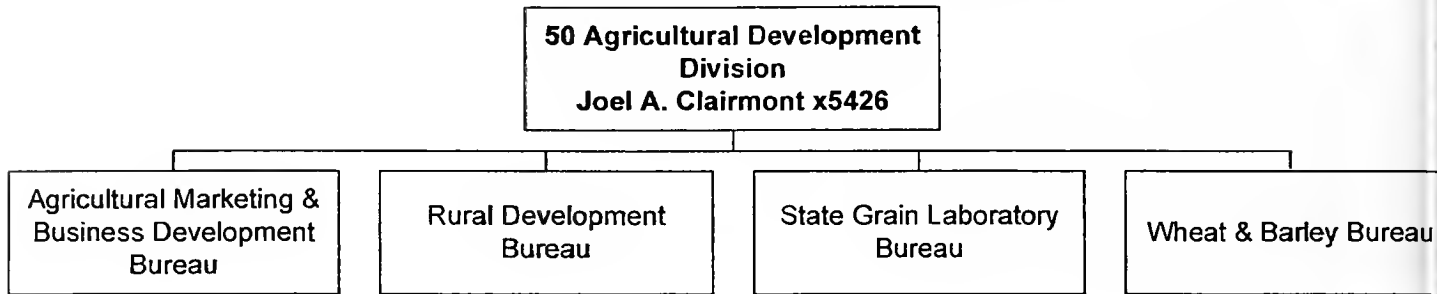 50 Agricultural Development
Division
Joel A. Clairmont x5426
Agricultural Marketing &
Business Development
Bureau
Rural Development
Bureau
State Grain Laboratory
Bureau
Wheat & Barley Bureau